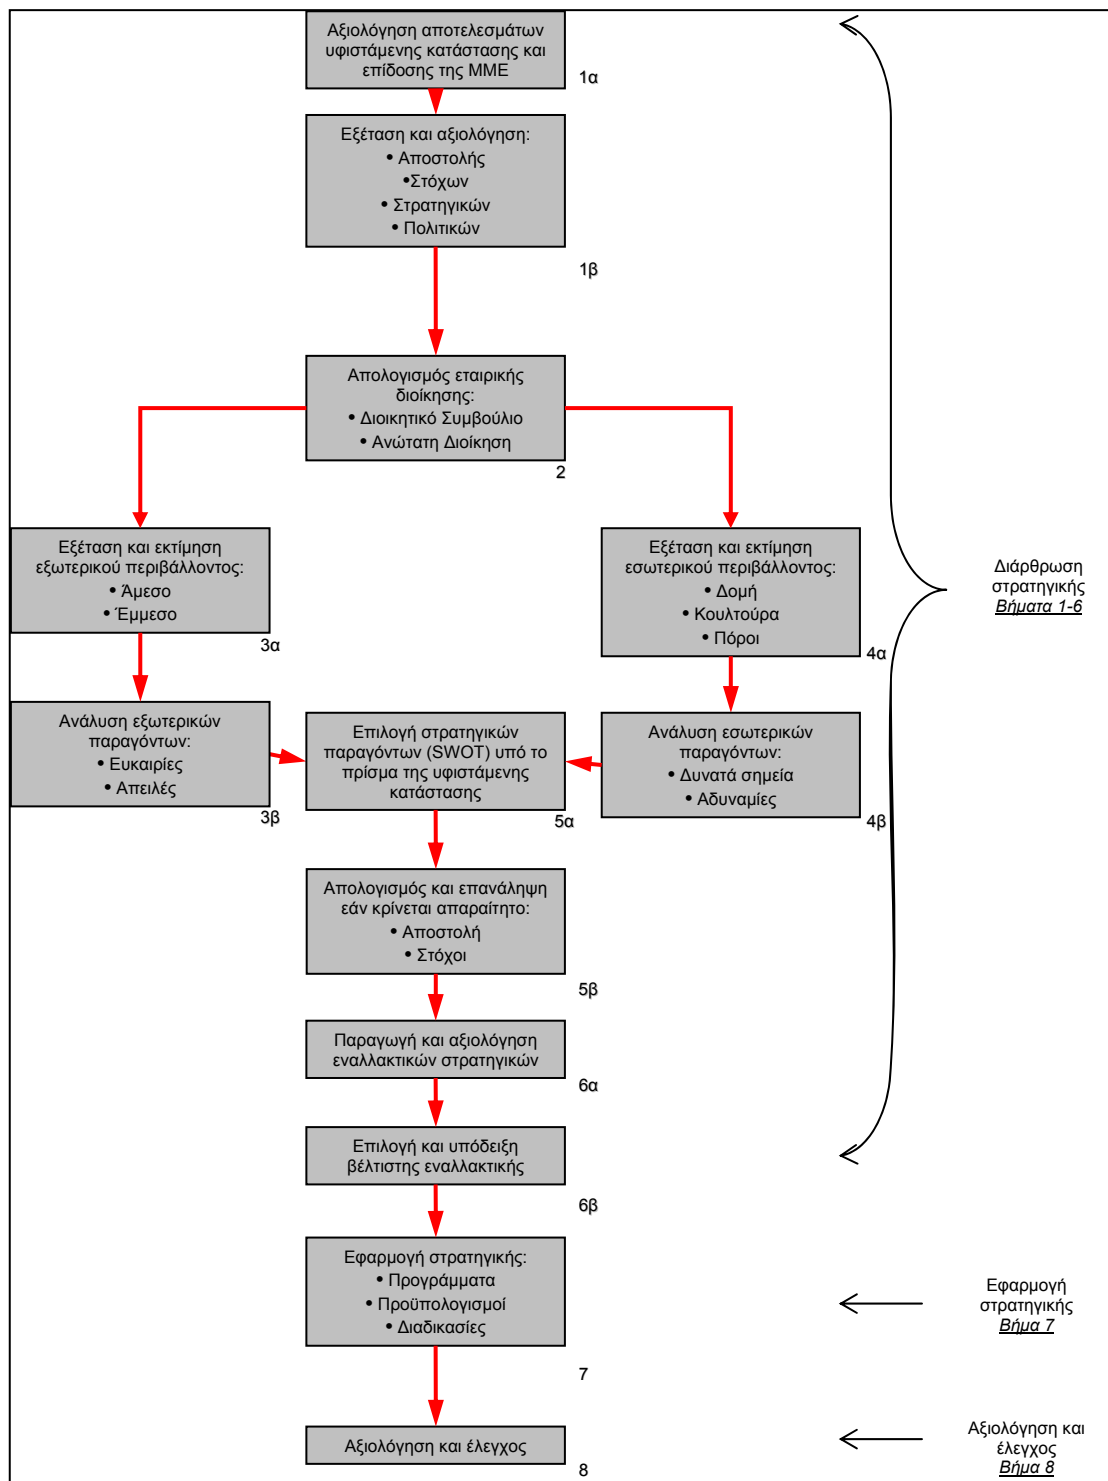 Αξιολόγηση αποτελεσμάτων
υφιστάμενης κατάστασης και
επίδοσης της ΜΜΕ
1α
Εξέταση και αξιολόγηση:
• Αποστολής
•Στόχων
• Στρατηγικών
• Πολιτικών
1β
Απολογισμός εταιρικής
διοίκησης:
• Διοικητικό Συμβούλιο
• Ανώτατη Διοίκηση
2
Εξέταση και εκτίμηση
εξωτερικού περιβάλλοντος:
• Άμεσο
• Έμμεσο
3α
Εξέταση και εκτίμηση
εσωτερικού περιβάλλοντος:
• Δομή
• Κουλτούρα
• Πόροι
4α
Διάρθρωση
στρατηγικής
Βήματα 1-6
Ανάλυση εξωτερικών
παραγόντων:
• Ευκαιρίες
• Απειλές
3β
Επιλογή στρατηγικών
παραγόντων (SWOT) υπό το
πρίσμα της υφιστάμενης
κατάστασης
5α
Ανάλυση εσωτερικών
παραγόντων:
• Δυνατά σημεία
• Αδυναμίες
4β
Απολογισμός και επανάληψη
εάν κρίνεται απαραίτητο:
• Αποστολή
• Στόχοι
5β
Παραγωγή και αξιολόγηση
εναλλακτικών στρατηγικών
6α
Επιλογή και υπόδειξη
βέλτιστης εναλλακτικής
6β
Εφαρμογή στρατηγικής:
• Προγράμματα
• Προϋπολογισμοί
• Διαδικασίες
7
Εφαρμογή
στρατηγικής
Βήμα 7
Αξιολόγηση και έλεγχος
8
Αξιολόγηση και
έλεγχος
Βήμα 8